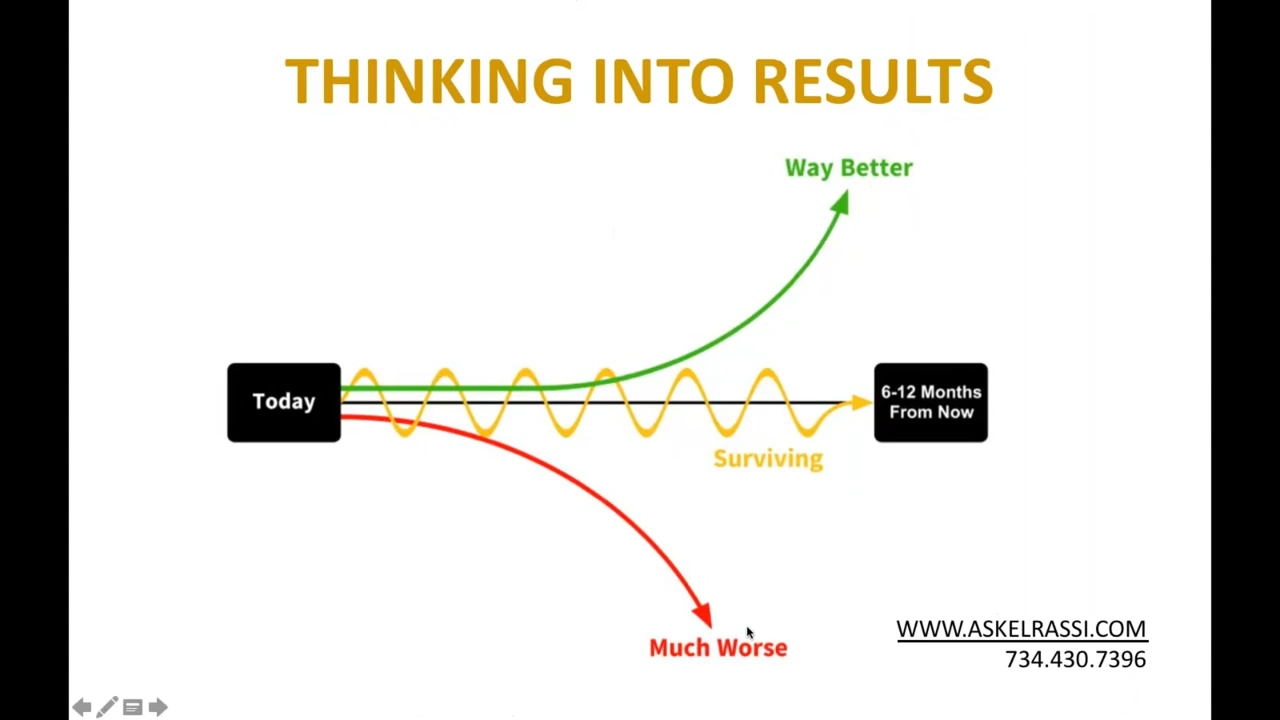 THINKING INTO RESULTS
Way Better
Today
6-12 Months
From Now
Surviving
Much Worse
WWW.ASKELRASSI.COM
734.430.7396